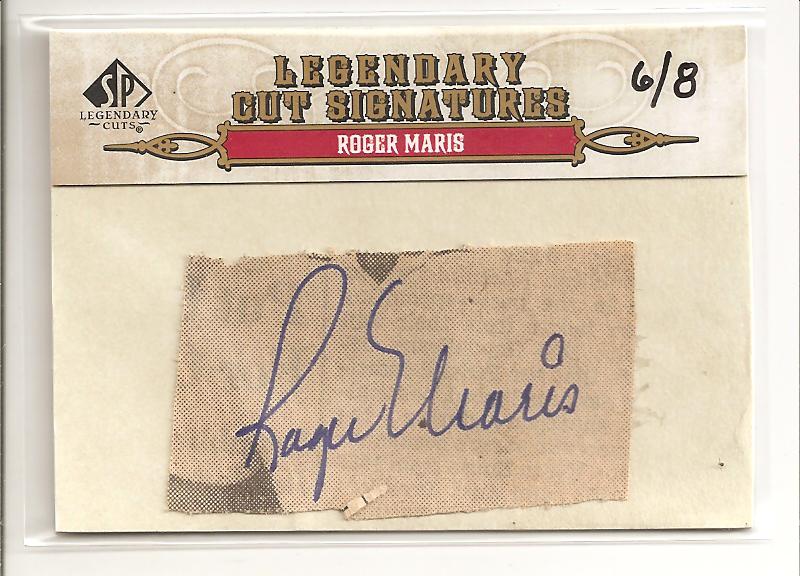 LEGENDARY
CUT SIGNATURES
6/8
SP
LEGENDARY
CUTS®
ROGER MARIS
Roger Maris